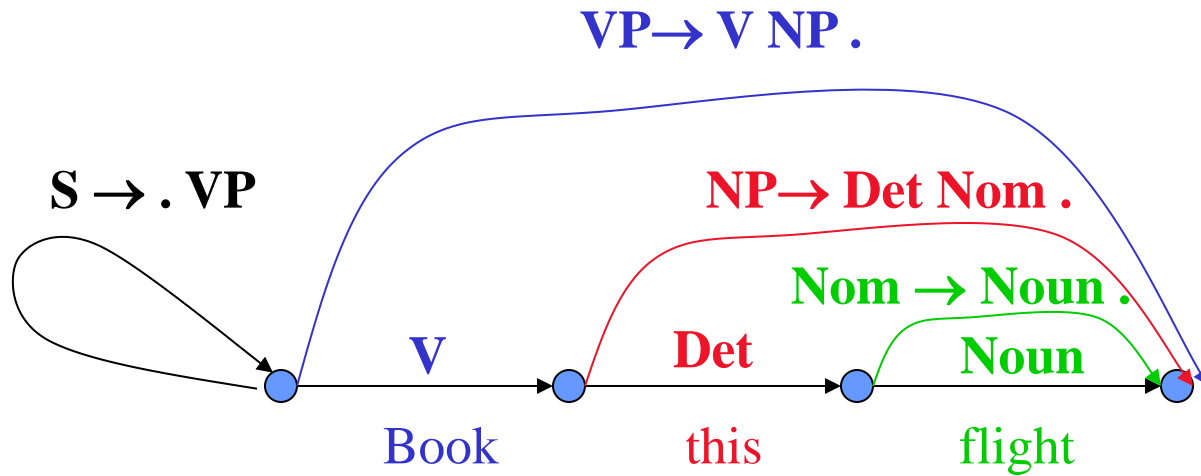 VP→ V NP .
S → . VP
NP→ Det Nom .
Nom → Noun .
V
Det
Noun
Book
this
flight